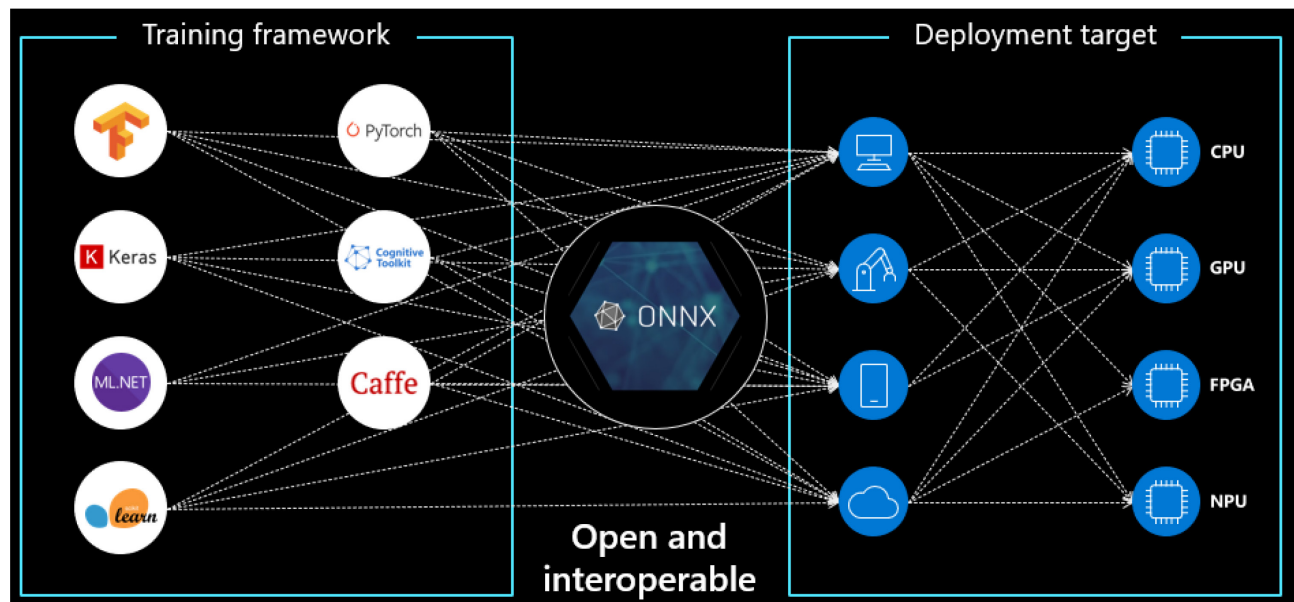 Training framework
Deployment target
PyTorch
CPU
K Keras
Cognitive
Toolkit
GPU
ONNX
ML.NET
Caffe
FPGA
learn
NPU
Open and
interoperable